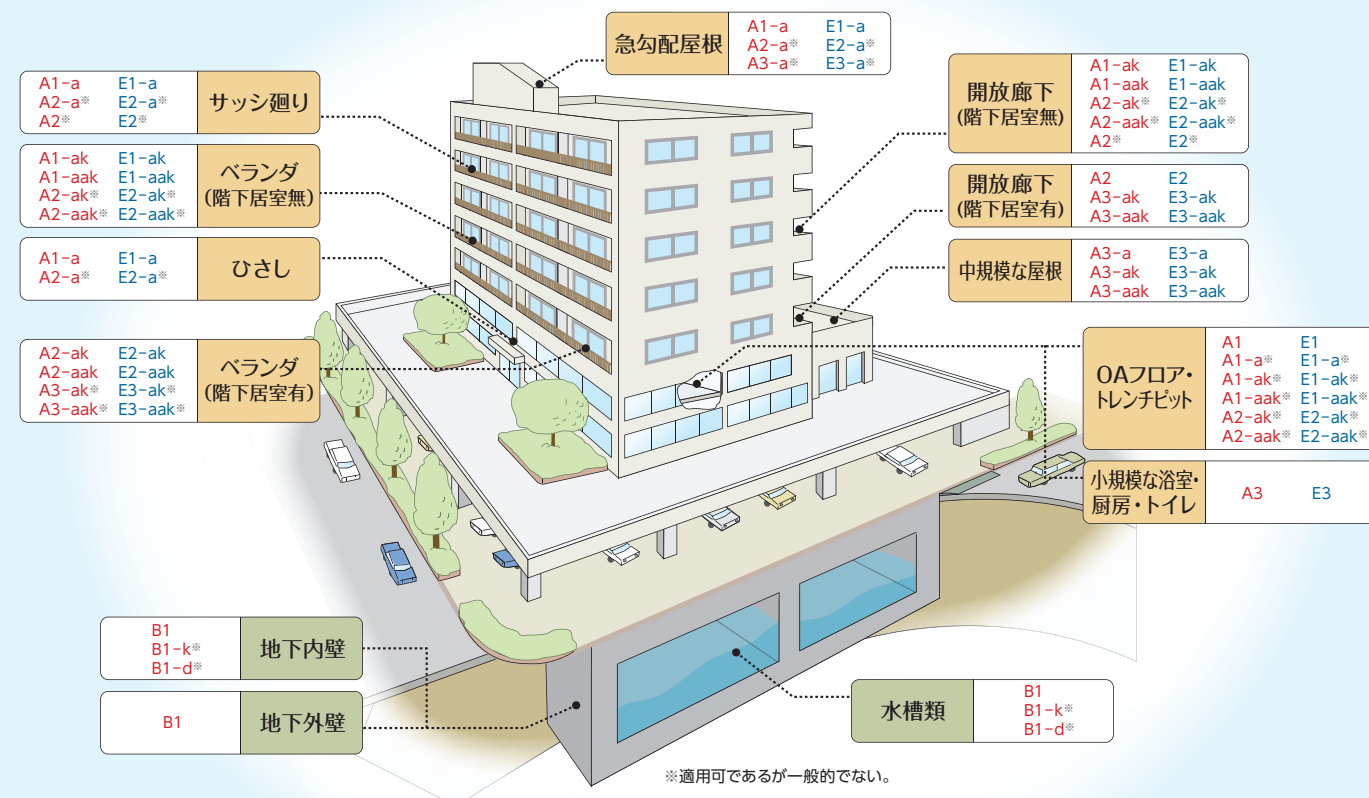 急勾配屋根
A1-a E1-a
A2-a※ E2-a※
A3-a※ E3-a※
A1-a E1-a
A2-a※ E2-a※
A2※ E2※
サッシ廻り
A1-ak E1-ak
A1-aak E1-aak
A2-ak※ E2-ak※
A2-aak※ E2-aak※
ベランダ
(階下居室無)
A1-a E1-a
A2-a※ E2-a※
ひさし
A2-ak E2-ak
A2-aak E2-aak
A3-ak※ E3-ak※
A3-aak※ E3-aak※
ベランダ
(階下居室有)
開放廊下
(階下居室無)
A1-ak E1-ak
A1-aak E1-aak
A2-ak※ E2-ak※
A2-aak※ E2-aak※
A2※ E2※
開放廊下
(階下居室有)
A2 E2
A3-ak E3-ak
A3-aak E3-aak
中規模な屋根
A3-a E3-a
A3-ak E3-ak
A3-aak E3-aak
OAフロア・
トレンチピット
A1 E1
A1-a※ E1-a※
A1-ak※ E1-ak※
A1-aak※ E1-aak※
A2-ak※ E2-ak※
A2-aak※ E2-aak※
小規模な浴室・
厨房・トイレ
A3 E3
B1
B1-k※
B1-d※
地下内壁
B1
地下外壁
水槽類
B1
B1-k※
B1-d※
※適用可であるが一般的でない。